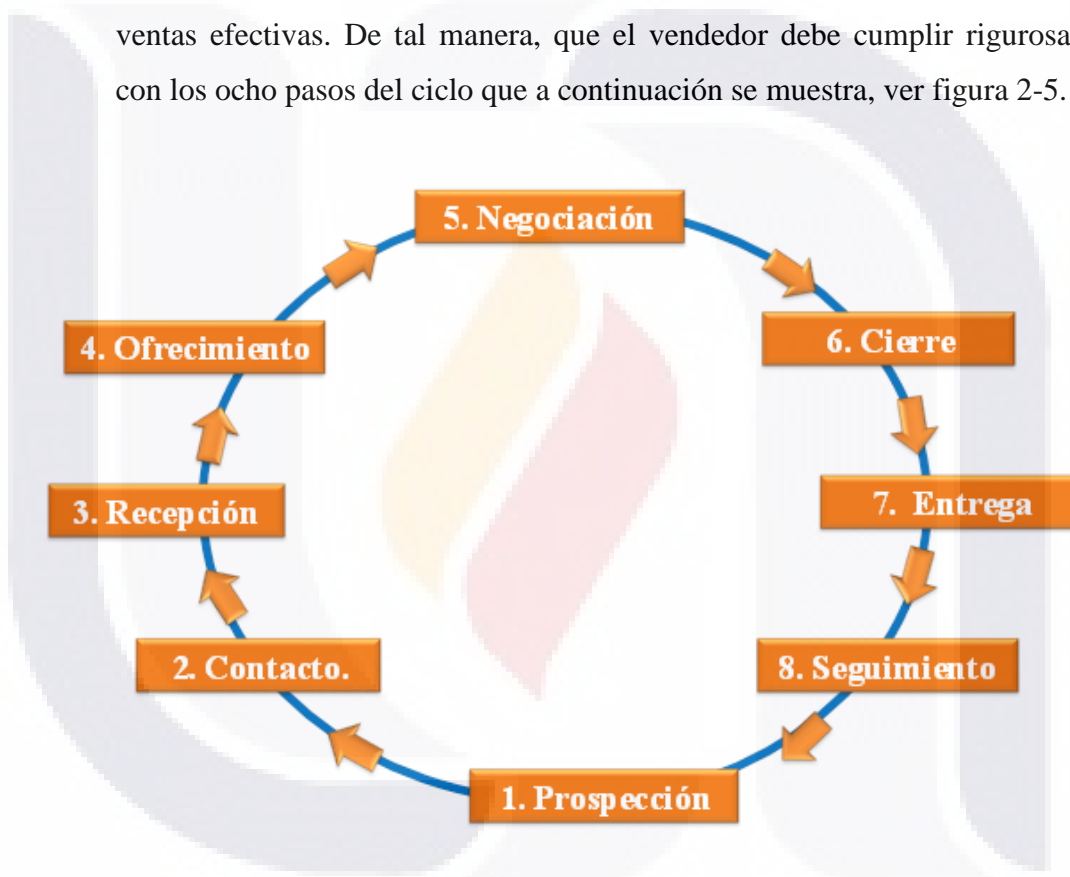 ventas efectivas. De tal manera, que el vendedor debe cumplir rigurosa
con los ocho pasos del ciclo que a continuación se muestra, ver figura 2-5.
5. Negociación
4. Ofrecimiento
6. Cierre
3. Recepción
7. Entrega
2. Contacto.
8. Seguimiento
1. Prospección